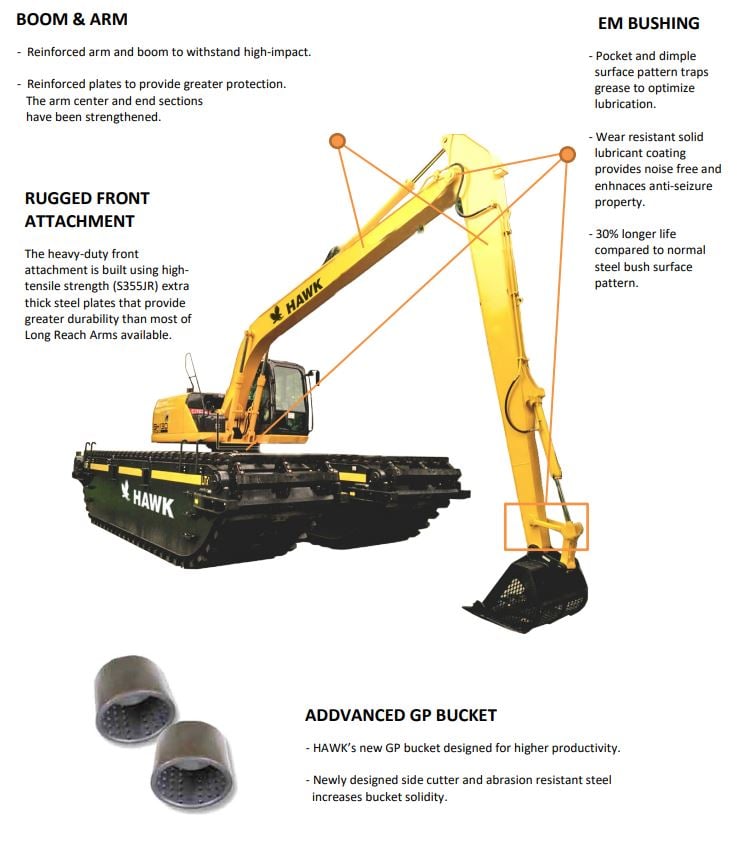 BOOM & ARM
- Reinforced arm and boom to withstand high-impact.
- Reinforced plates to provide greater protection.
The arm center and end sections
have been strengthened.
EM BUSHING
- Pocket and dimple
surface pattern traps
grease to optimize
lubrication.
- Wear resistant solid
lubricant coating
provides noise free and
enhnaces anti-seizure
property.
- 30% longer life
compared to normal
steel bush surface
pattern.
RUGGED FRONT
ATTACHMENT
The heavy-duty front
attachment is built using high-
tensile strength (S355JR) extra
thick steel plates that provide
greater durability than most of
Long Reach Arms available.
HAWK
HAWK
ADDVANCED GP BUCKET
- HAWK's new GP bucket designed for higher productivity.
- Newly designed side cutter and abrasion resistant steel
increases bucket solidity.